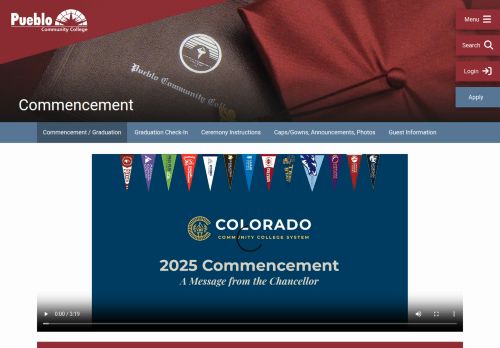 Pueblo
Community College
Menu
Search
Login
Apply
Pueblo Community Colle
Commencement
Commencement / Graduation
Graduation Check-In
Ceremony Instructions
Caps/Gowns, Announcements, Photos
Guest Information
COLORADO
COMMUNITY COLLEGE SYSTEM
2025 Commencement
A Message from the Chancellor
0:00 / 3:19